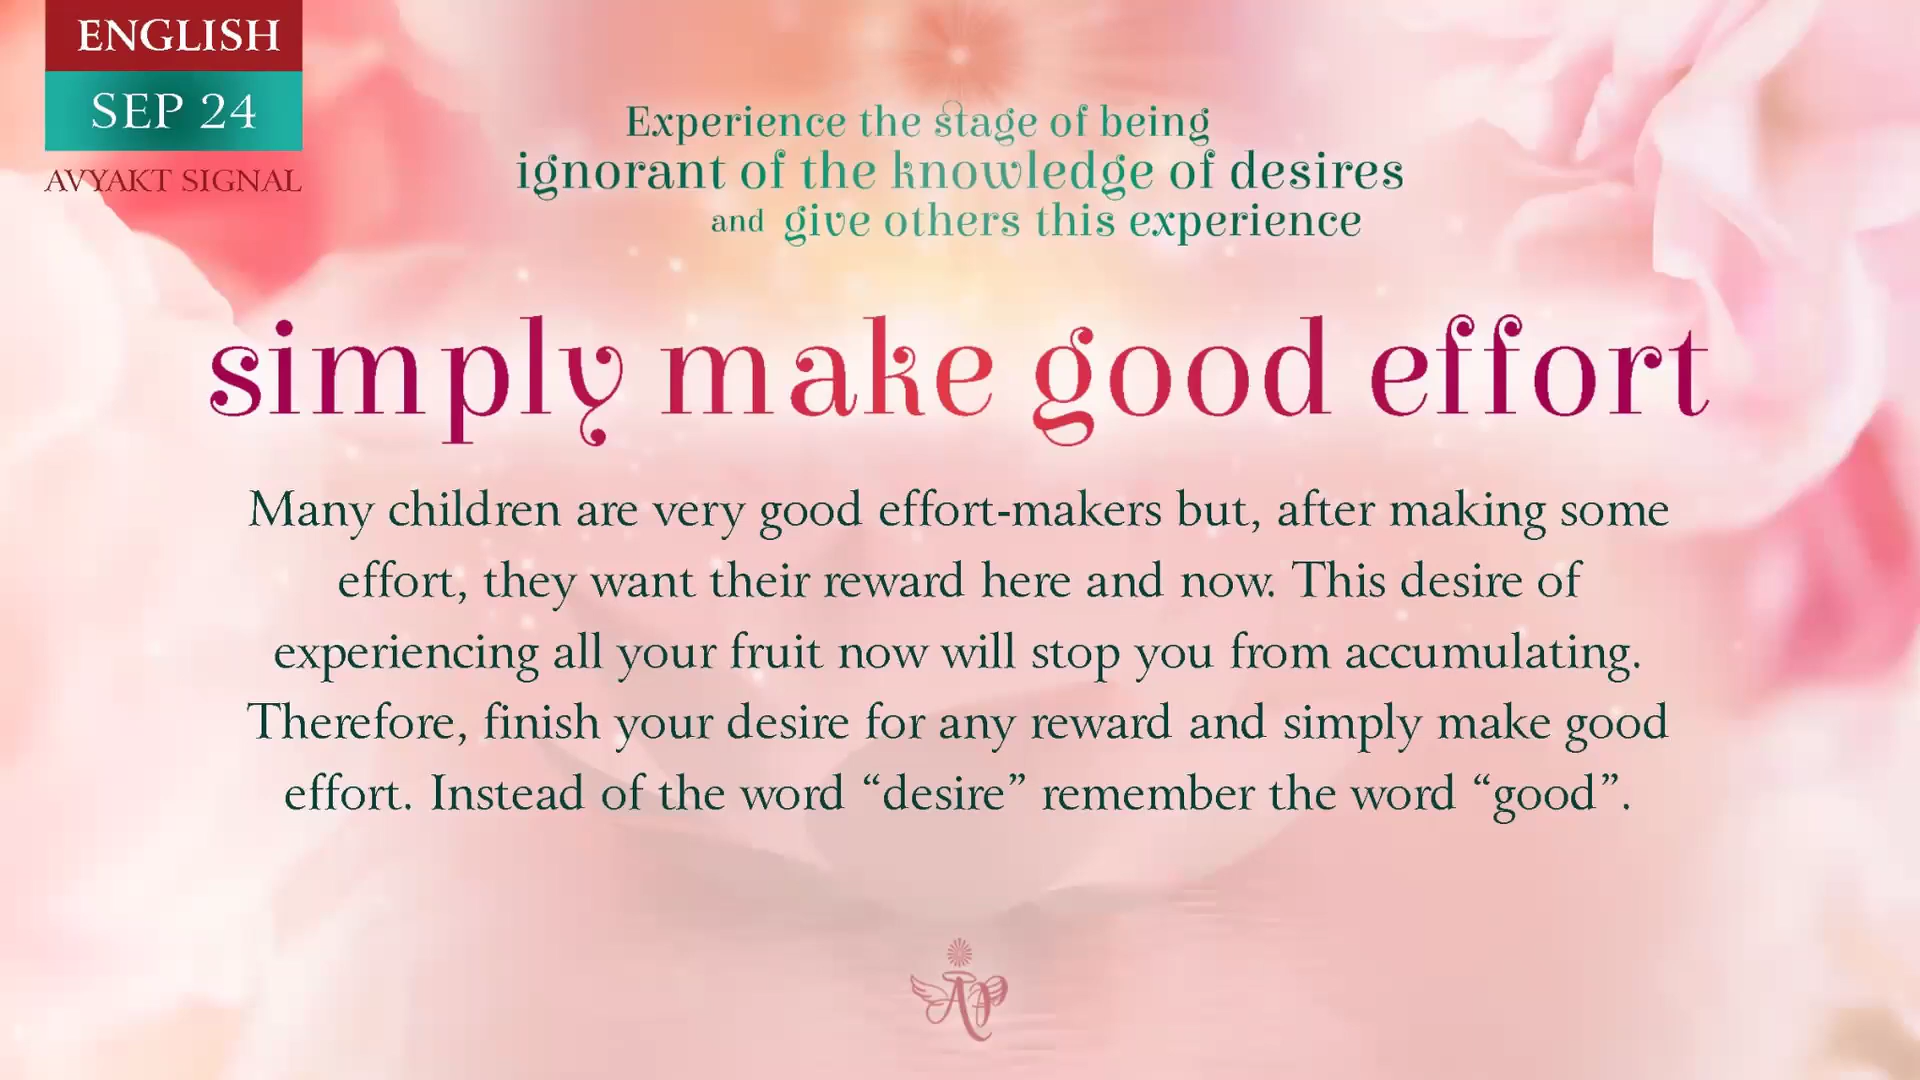 ENGLISH
SEP 24
AVYAKT SIGNAL
Experience the stage of being
ignorant of the knowledge of desires
and give others this experience
simply make good effort
Many children are very good effort-makers but, after making some
effort, they want their reward here and now. This desire of
experiencing all your fruit now will stop you from accumulating.
Therefore, finish your desire for any reward and simply make good
effort. Instead of the word “desire” remember the word “good”.